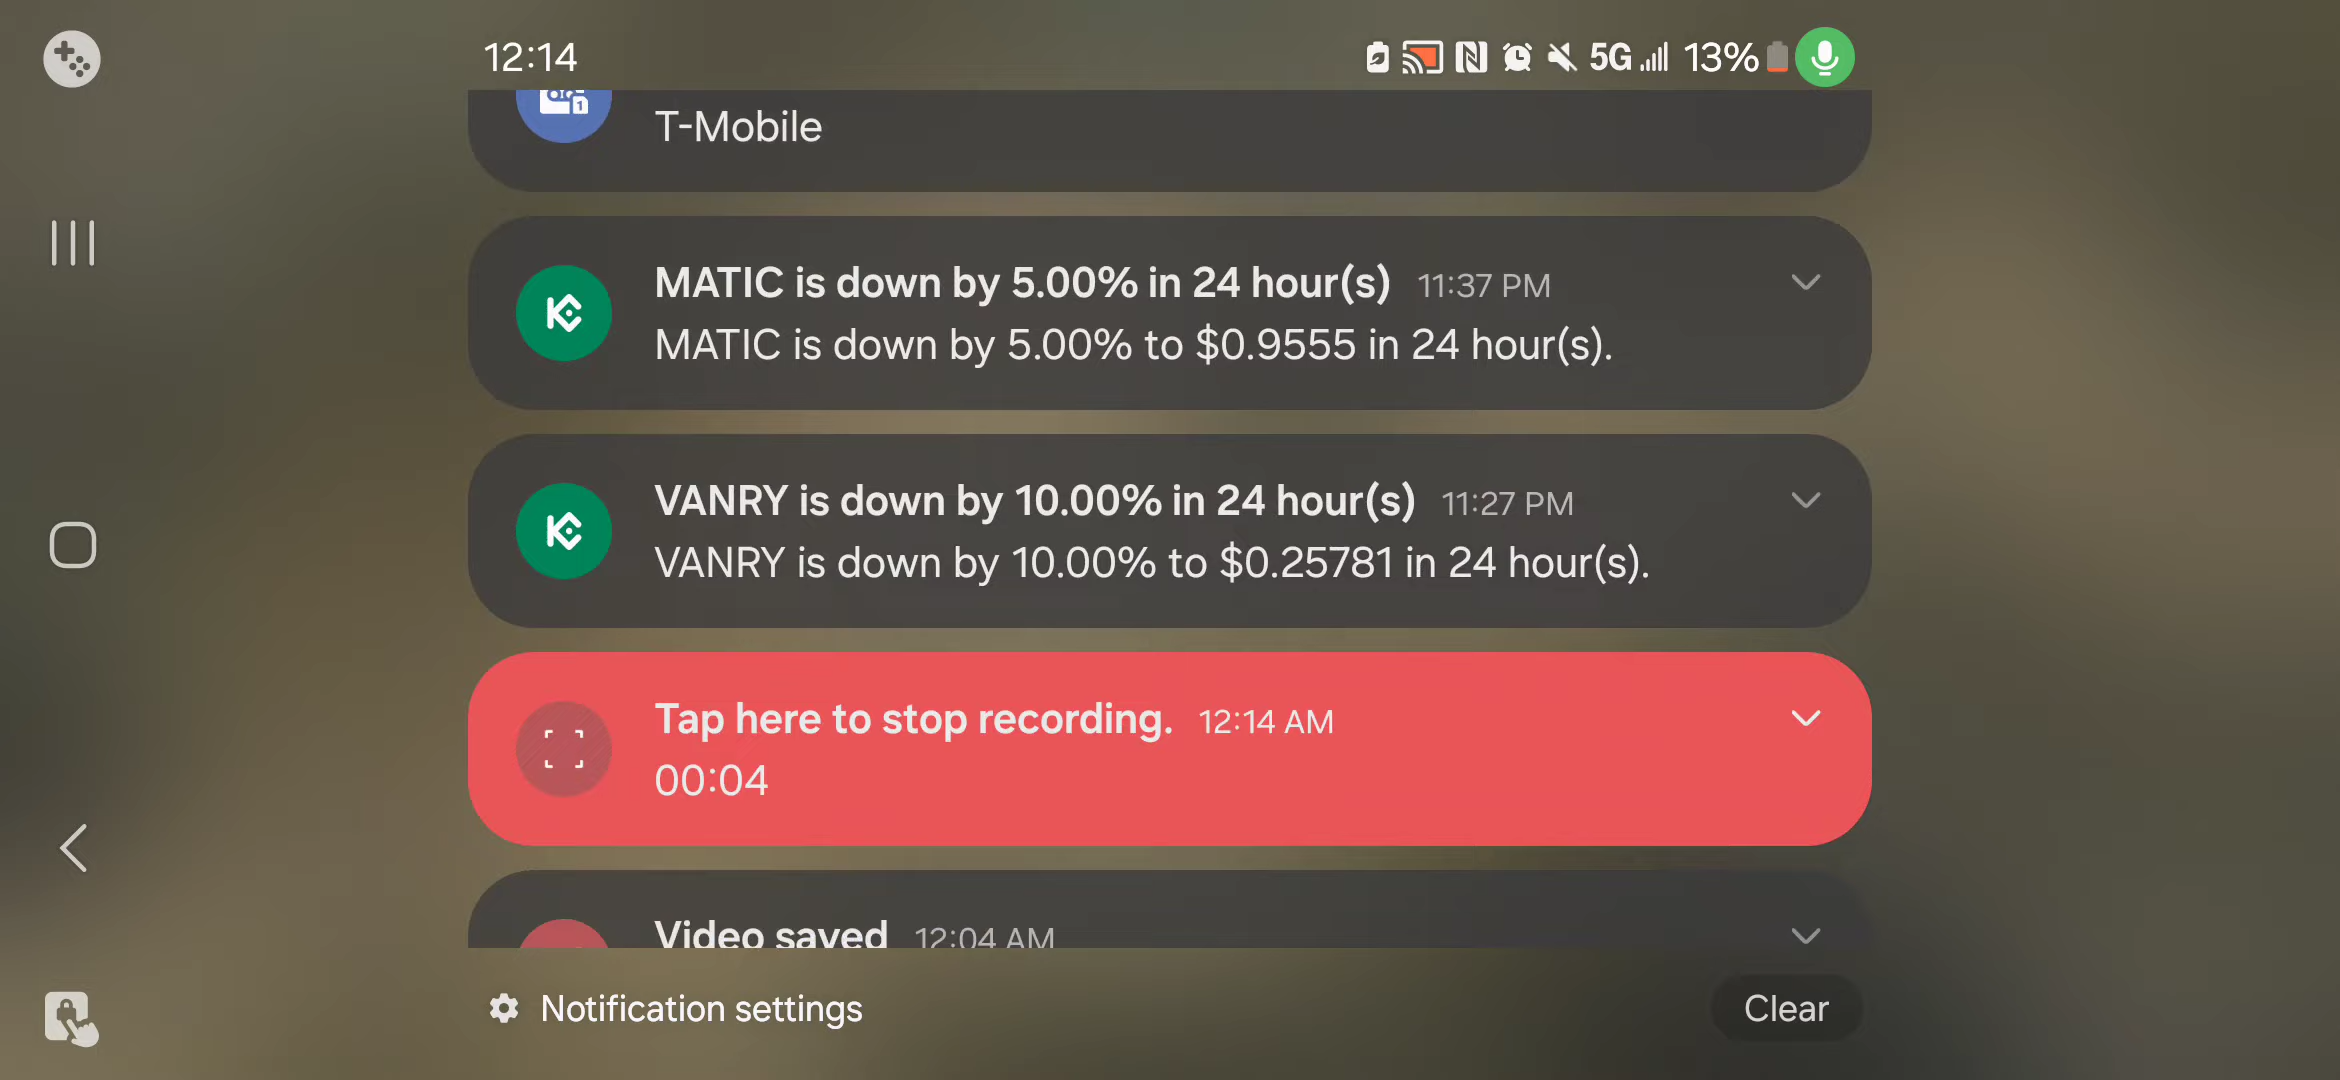 12:14
5G 13%
T-Mobile
MATIC is down by 5.00% in 24 hour(s) 11:37 PM
MATIC is down by 5.00% to $0.9555 in 24 hour(s).
VANRY is down by 10.00% in 24 hour(s) 11:27 PM
VANRY is down by 10.00% to $0.25781 in 24 hour(s).
Tap here to stop recording. 12:14 AM
00:04
Video saved 12:04 AM
Notification settings
Clear